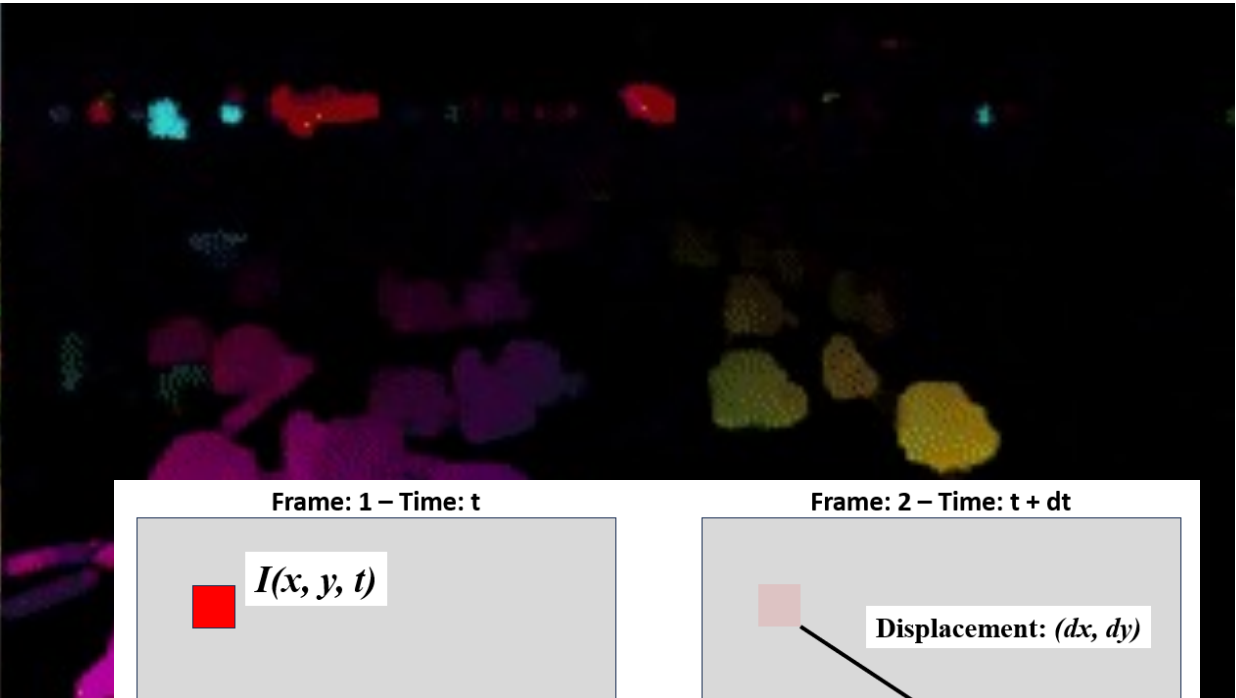 Frame: 1 – Time: t
Frame: 2 – Time: t + dt
I(x, y, t)
Displacement: (dx, dy)